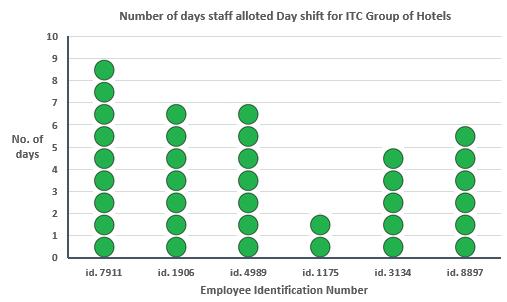 Number of days staff alloted Day shift for ITC Group of Hotels
10
9
8
7
6
5
4
3
2
1
0
No. of
days
id. 7911 id. 1906 id. 4989 id. 1175 id. 3134 id. 8897
Employee Identification Number